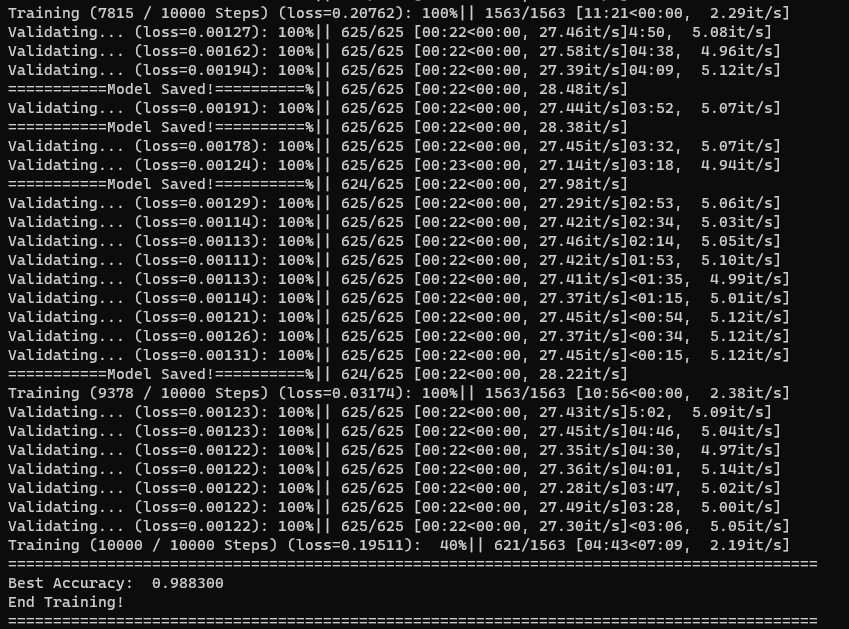 Training (7815 / 10000 Steps) (loss=0.20762): 100%|| 1563/1563 [11:21<00:00,  2.29it/s]
Validating... (loss=0.00127): 100%|| 625/625 [00:22<00:00, 27.46it/s]4:50,  5.08it/s]
Validating... (loss=0.00162): 100%|| 625/625 [00:22<00:00, 27.58it/s]04:38,  4.96it/s]
Validating... (loss=0.00194): 100%|| 625/625 [00:22<00:00, 27.39it/s]04:09,  5.12it/s]
===========Model Saved!==========%|| 625/625 [00:22<00:00, 28.48it/s]
Validating... (loss=0.00191): 100%|| 625/625 [00:22<00:00, 27.44it/s]03:52,  5.07it/s]
===========Model Saved!==========%|| 625/625 [00:22<00:00, 28.38it/s]
Validating... (loss=0.00178): 100%|| 625/625 [00:22<00:00, 27.45it/s]03:32,  5.07it/s]
Validating... (loss=0.00124): 100%|| 625/625 [00:23<00:00, 27.14it/s]03:18,  4.94it/s]
===========Model Saved!==========%|| 624/625 [00:22<00:00, 27.98it/s]
Validating... (loss=0.00129): 100%|| 625/625 [00:22<00:00, 27.29it/s]02:53,  5.06it/s]
Validating... (loss=0.00114): 100%|| 625/625 [00:22<00:00, 27.42it/s]02:34,  5.03it/s]
Validating... (loss=0.00113): 100%|| 625/625 [00:22<00:00, 27.46it/s]02:14,  5.05it/s]
Validating... (loss=0.00111): 100%|| 625/625 [00:22<00:00, 27.42it/s]01:53,  5.10it/s]
Validating... (loss=0.00113): 100%|| 625/625 [00:22<00:00, 27.41it/s]<01:35,  4.99it/s]
Validating... (loss=0.00114): 100%|| 625/625 [00:22<00:00, 27.37it/s]<01:15,  5.01it/s]
Validating... (loss=0.00121): 100%|| 625/625 [00:22<00:00, 27.45it/s]<00:54,  5.12it/s]
Validating... (loss=0.00126): 100%|| 625/625 [00:22<00:00, 27.37it/s]<00:34,  5.12it/s]
Validating... (loss=0.00131): 100%|| 625/625 [00:22<00:00, 27.45it/s]<00:15,  5.12it/s]
===========Model Saved!==========%|| 624/625 [00:22<00:00, 28.22it/s]
Training (9378 / 10000 Steps) (loss=0.03174): 100%|| 1563/1563 [10:56<00:00,  2.38it/s]
Validating... (loss=0.00123): 100%|| 625/625 [00:22<00:00, 27.43it/s]5:02,  5.09it/s]
Validating... (loss=0.00123): 100%|| 625/625 [00:22<00:00, 27.45it/s]04:46,  5.04it/s]
Validating... (loss=0.00122): 100%|| 625/625 [00:22<00:00, 27.35it/s]04:30,  4.97it/s]
Validating... (loss=0.00122): 100%|| 625/625 [00:22<00:00, 27.36it/s]04:01,  5.14it/s]
Validating... (loss=0.00122): 100%|| 625/625 [00:22<00:00, 27.28it/s]03:47,  5.02it/s]
Validating... (loss=0.00122): 100%|| 625/625 [00:22<00:00, 27.49it/s]03:28,  5.00it/s]
Validating... (loss=0.00122): 100%|| 625/625 [00:22<00:00, 27.30it/s]<03:06,  5.05it/s]
Training (10000 / 10000 Steps) (loss=0.19511):  40%|| 621/1563 [04:43<07:09,  2.19it/s]
==========================================================================================
Best Accuracy:  0.988300
End Training!
==========================================================================================